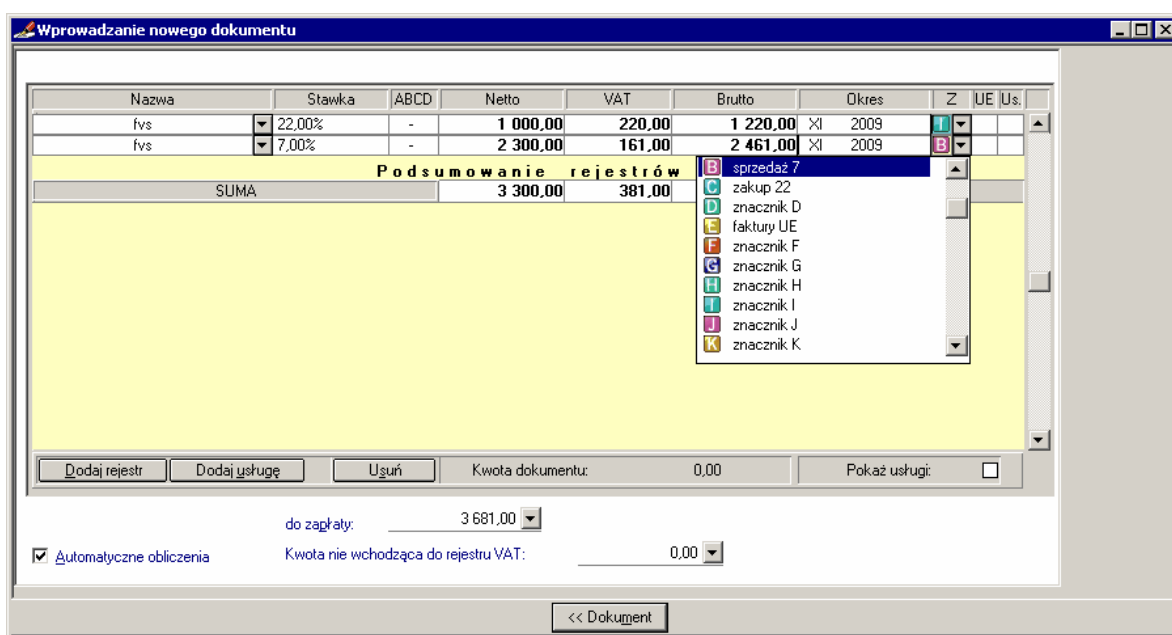 Wprowadzanie nowego dokumentu
Nazwa Stawka ABCD Netto VAT Brutto Okres Z UE Us.
fvs 22,00% - 1 000,00 220,00 1 220,00 XI 2009 I
fvs 7,00% - 2 300,00 161,00 2 461,00 XI 2009 B
Podsumowanie rejestrów
SUMA 3 300,00 381,00
B sprzedaż 7
C zakup 22
D znacznik D
E faktury UE
F znacznik F
G znacznik G
H znacznik H
I znacznik I
J znacznik J
K znacznik K
Dodaj rejestr Dodaj usługę Usuń Kwota dokumentu: 0,00 Pokaż usługi:
do zapłaty: 3 681,00
Automatyczne obliczenia Kwota nie wchodząca do rejestru VAT: 0,00
<< Dokument